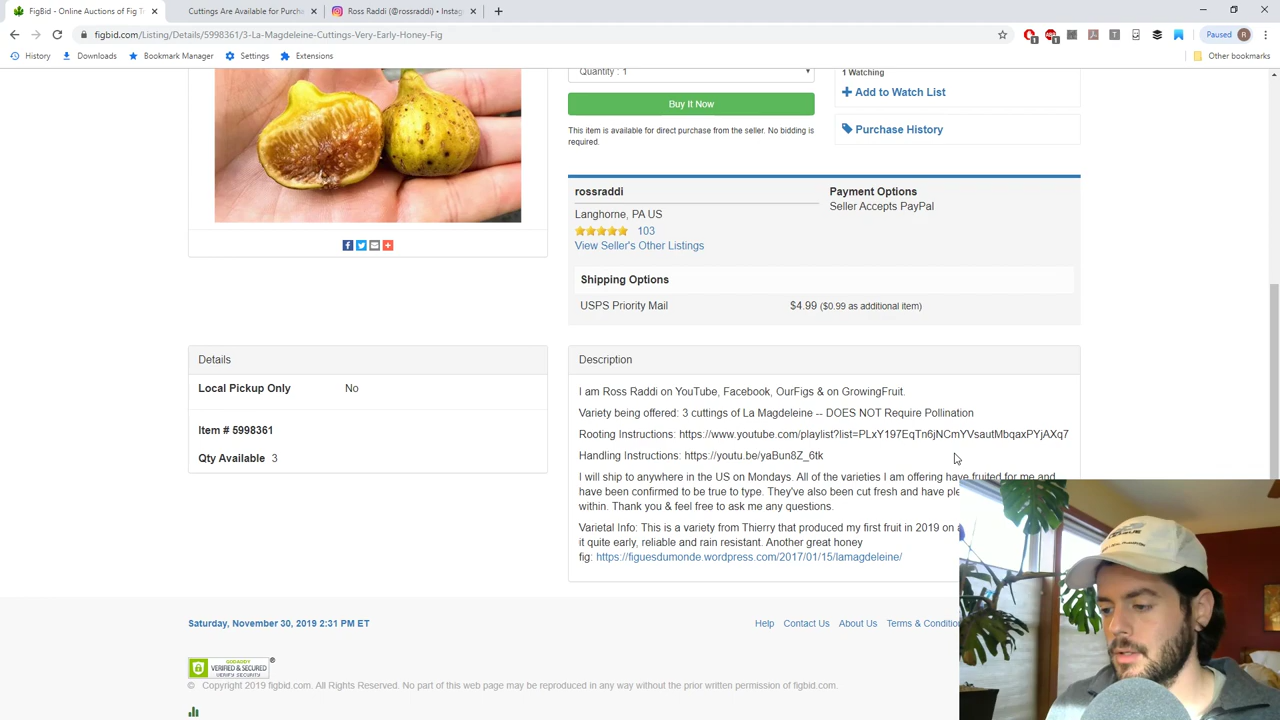 FigBid - Online Auctions of Fig T
Cuttings Are Available for Purcha
Ross Raddi (@rossraddi) • Instag
figbid.com/Listing/Details/5998361/3-La-Magdeleine-Cuttings-Very-Early-Honey-Fig
Paused
R
History
Downloads
Bookmark Manager
Settings
Extensions
Other bookmarks
Quantity : 1
1 Watching
Buy It Now
Add to Watch List
This item is available for direct purchase from the seller. No bidding is
required.
Purchase History
rossraddi
Payment Options
Langhorne, PA US
Seller Accepts PayPal
103
View Seller's Other Listings
Shipping Options
USPS Priority Mail
$4.99 ($0.99 as additional item)
Details
Local Pickup Only
No
Item # 5998361
Qty Available 3
Description
I am Ross Raddi on YouTube, Facebook, OurFigs & on GrowingFruit.
Variety being offered: 3 cuttings of La Magdeleine -- DOES NOT Require Pollination
Rooting Instructions: https://www.youtube.com/playlist?list=PLxY197EqTn6jNCmYVsautMbqaxPYjAXq7
Handling Instructions: https://youtu.be/yaBun8Z_6tk
I will ship to anywhere in the US on Mondays. All of the varieties I am offering have fruited for me and
have been confirmed to be true to type. They've also been cut fresh and have ple
within. Thank you & feel free to ask me any questions.
Varietal Info: This is a variety from Thierry that produced my first fruit in 2019 on
it quite early, reliable and rain resistant. Another great honey
fig: https://figuesdumonde.wordpress.com/2017/01/15/lamagdeleine/
Saturday, November 30, 2019 2:31 PM ET
Help
Contact Us
About Us
Terms & Condition
GODADDY
VERIFIED & SECURED
VERIFY SECURITY
© Copyright 2019 figbid.com. All Rights Reserved. No part of this web page may be reproduced in any way without the prior written permission of figbid.com.